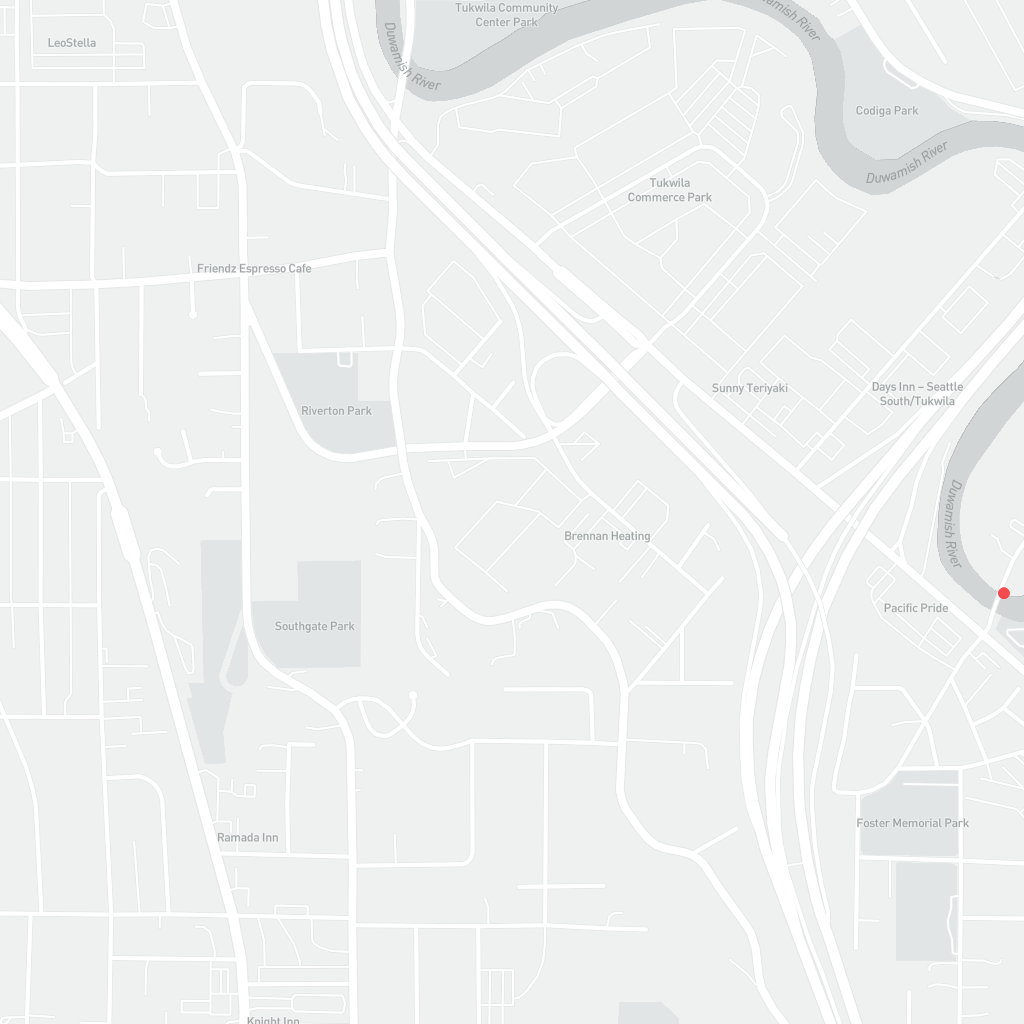 Tukwila Community
Center Park
Duwamish River
LeoStella
Duwamish River
Codiga Park
Duwamish River
Tukwila
Commerce Park
Friendz Espresso Cafe
Sunny Teriyaki
Days Inn – Seattle
South/Tukwila
Riverton Park
Duwamish River
Brennan Heating
Pacific Pride
Southgate Park
Foster Memorial Park
Ramada Inn
Knight Inn